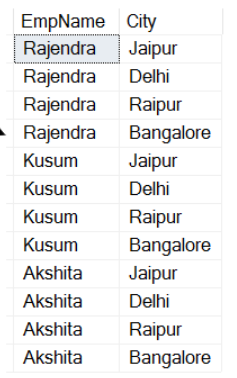 EmpName City
Rajendra Jaipur
Rajendra Delhi
Rajendra Raipur
Rajendra Bangalore
Kusum Jaipur
Kusum Delhi
Kusum Raipur
Kusum Bangalore
Akshita Jaipur
Akshita Delhi
Akshita Raipur
Akshita Bangalore